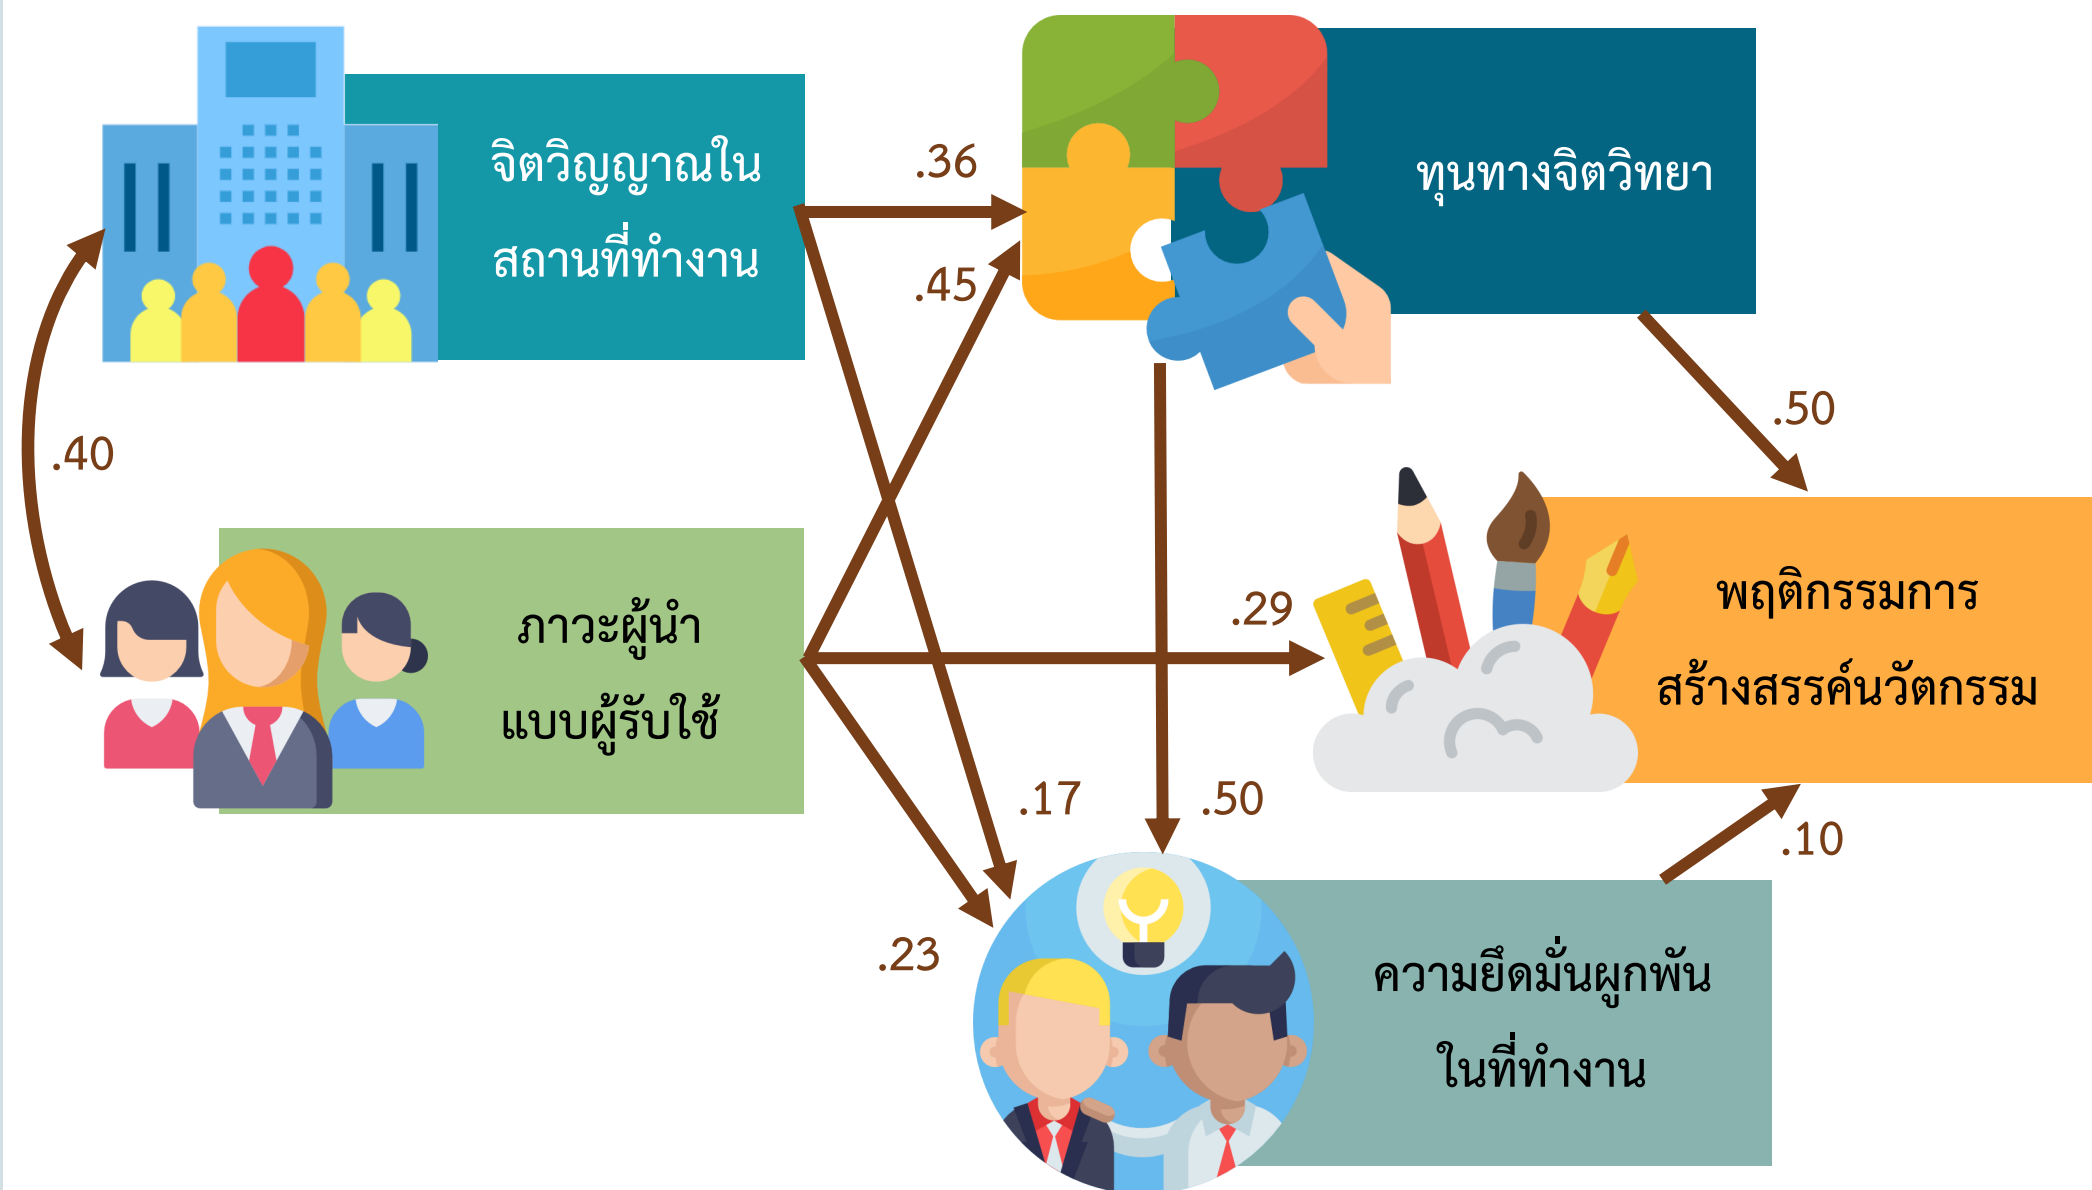 จิตวิญญาณใน
สถานที่ทำงาน
.36
.45
ทุนทางจิตวิทยา
.50
.40
ภาวะผู้นำ
แบบผู้รับใช้
.29
พฤติกรรมการ
สร้างสรรค์นวัตกรรม
.17
.50
.10
.23
ความยึดมั่นผูกพัน
ในที่ทำงาน